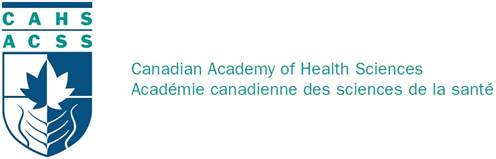 CAHS
ACSS
Canadian Academy of Health Sciences
Académie canadienne des sciences de la santé